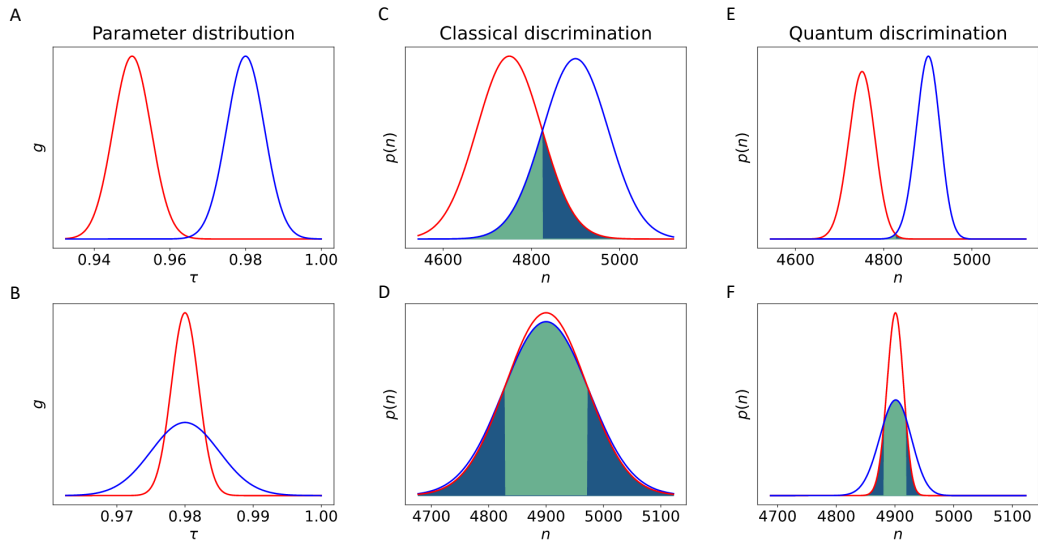 A
Parameter distribution
g
0.94 0.96 0.98 1.00
τ
C
Classical discrimination
p(n)
4600 4800 5000
n
E
Quantum discrimination
p(n)
4600 4800 5000
n
B
g
0.97 0.98 0.99 1.00
τ
D
p(n)
4700 4800 4900 5000 5100
n
F
p(n)
4700 4800 4900 5000 5100
n